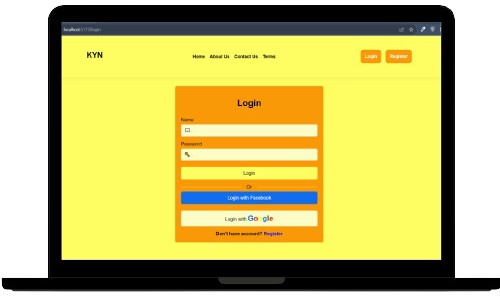 localhost:5173/login
KYN
Home About Us Contact Us Terms
Login Register
Login
Name
Password
Login
Or
Login with Facebook
Login with Google
Don't have account? Register